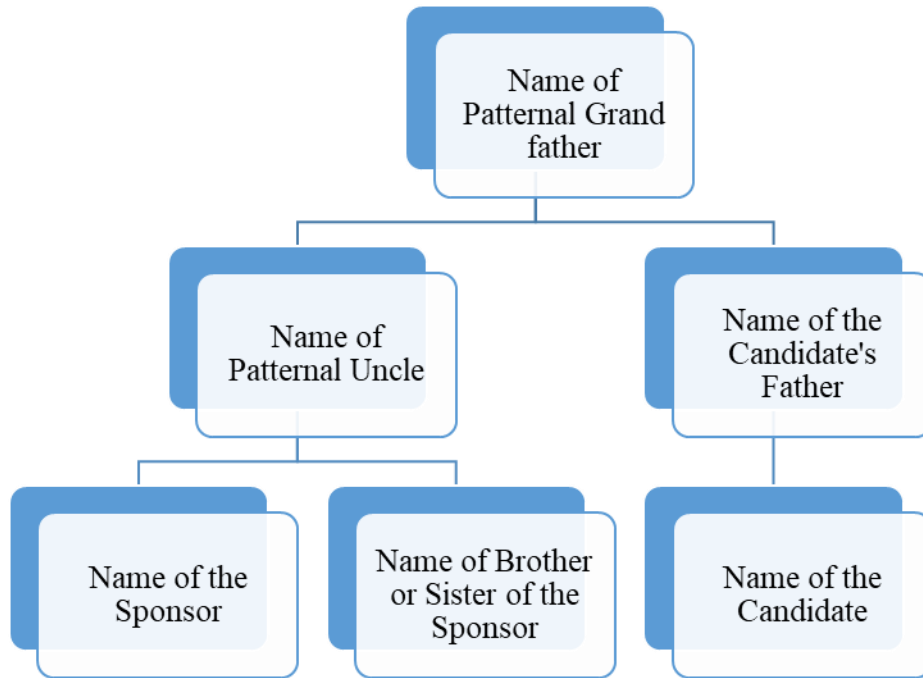 Name of
Patternal Grand
father
Name of
Patternal Uncle
Name of the
Candidate's
Father
Name of the
Sponsor
Name of Brother
or Sister of the
Sponsor
Name of the
Candidate